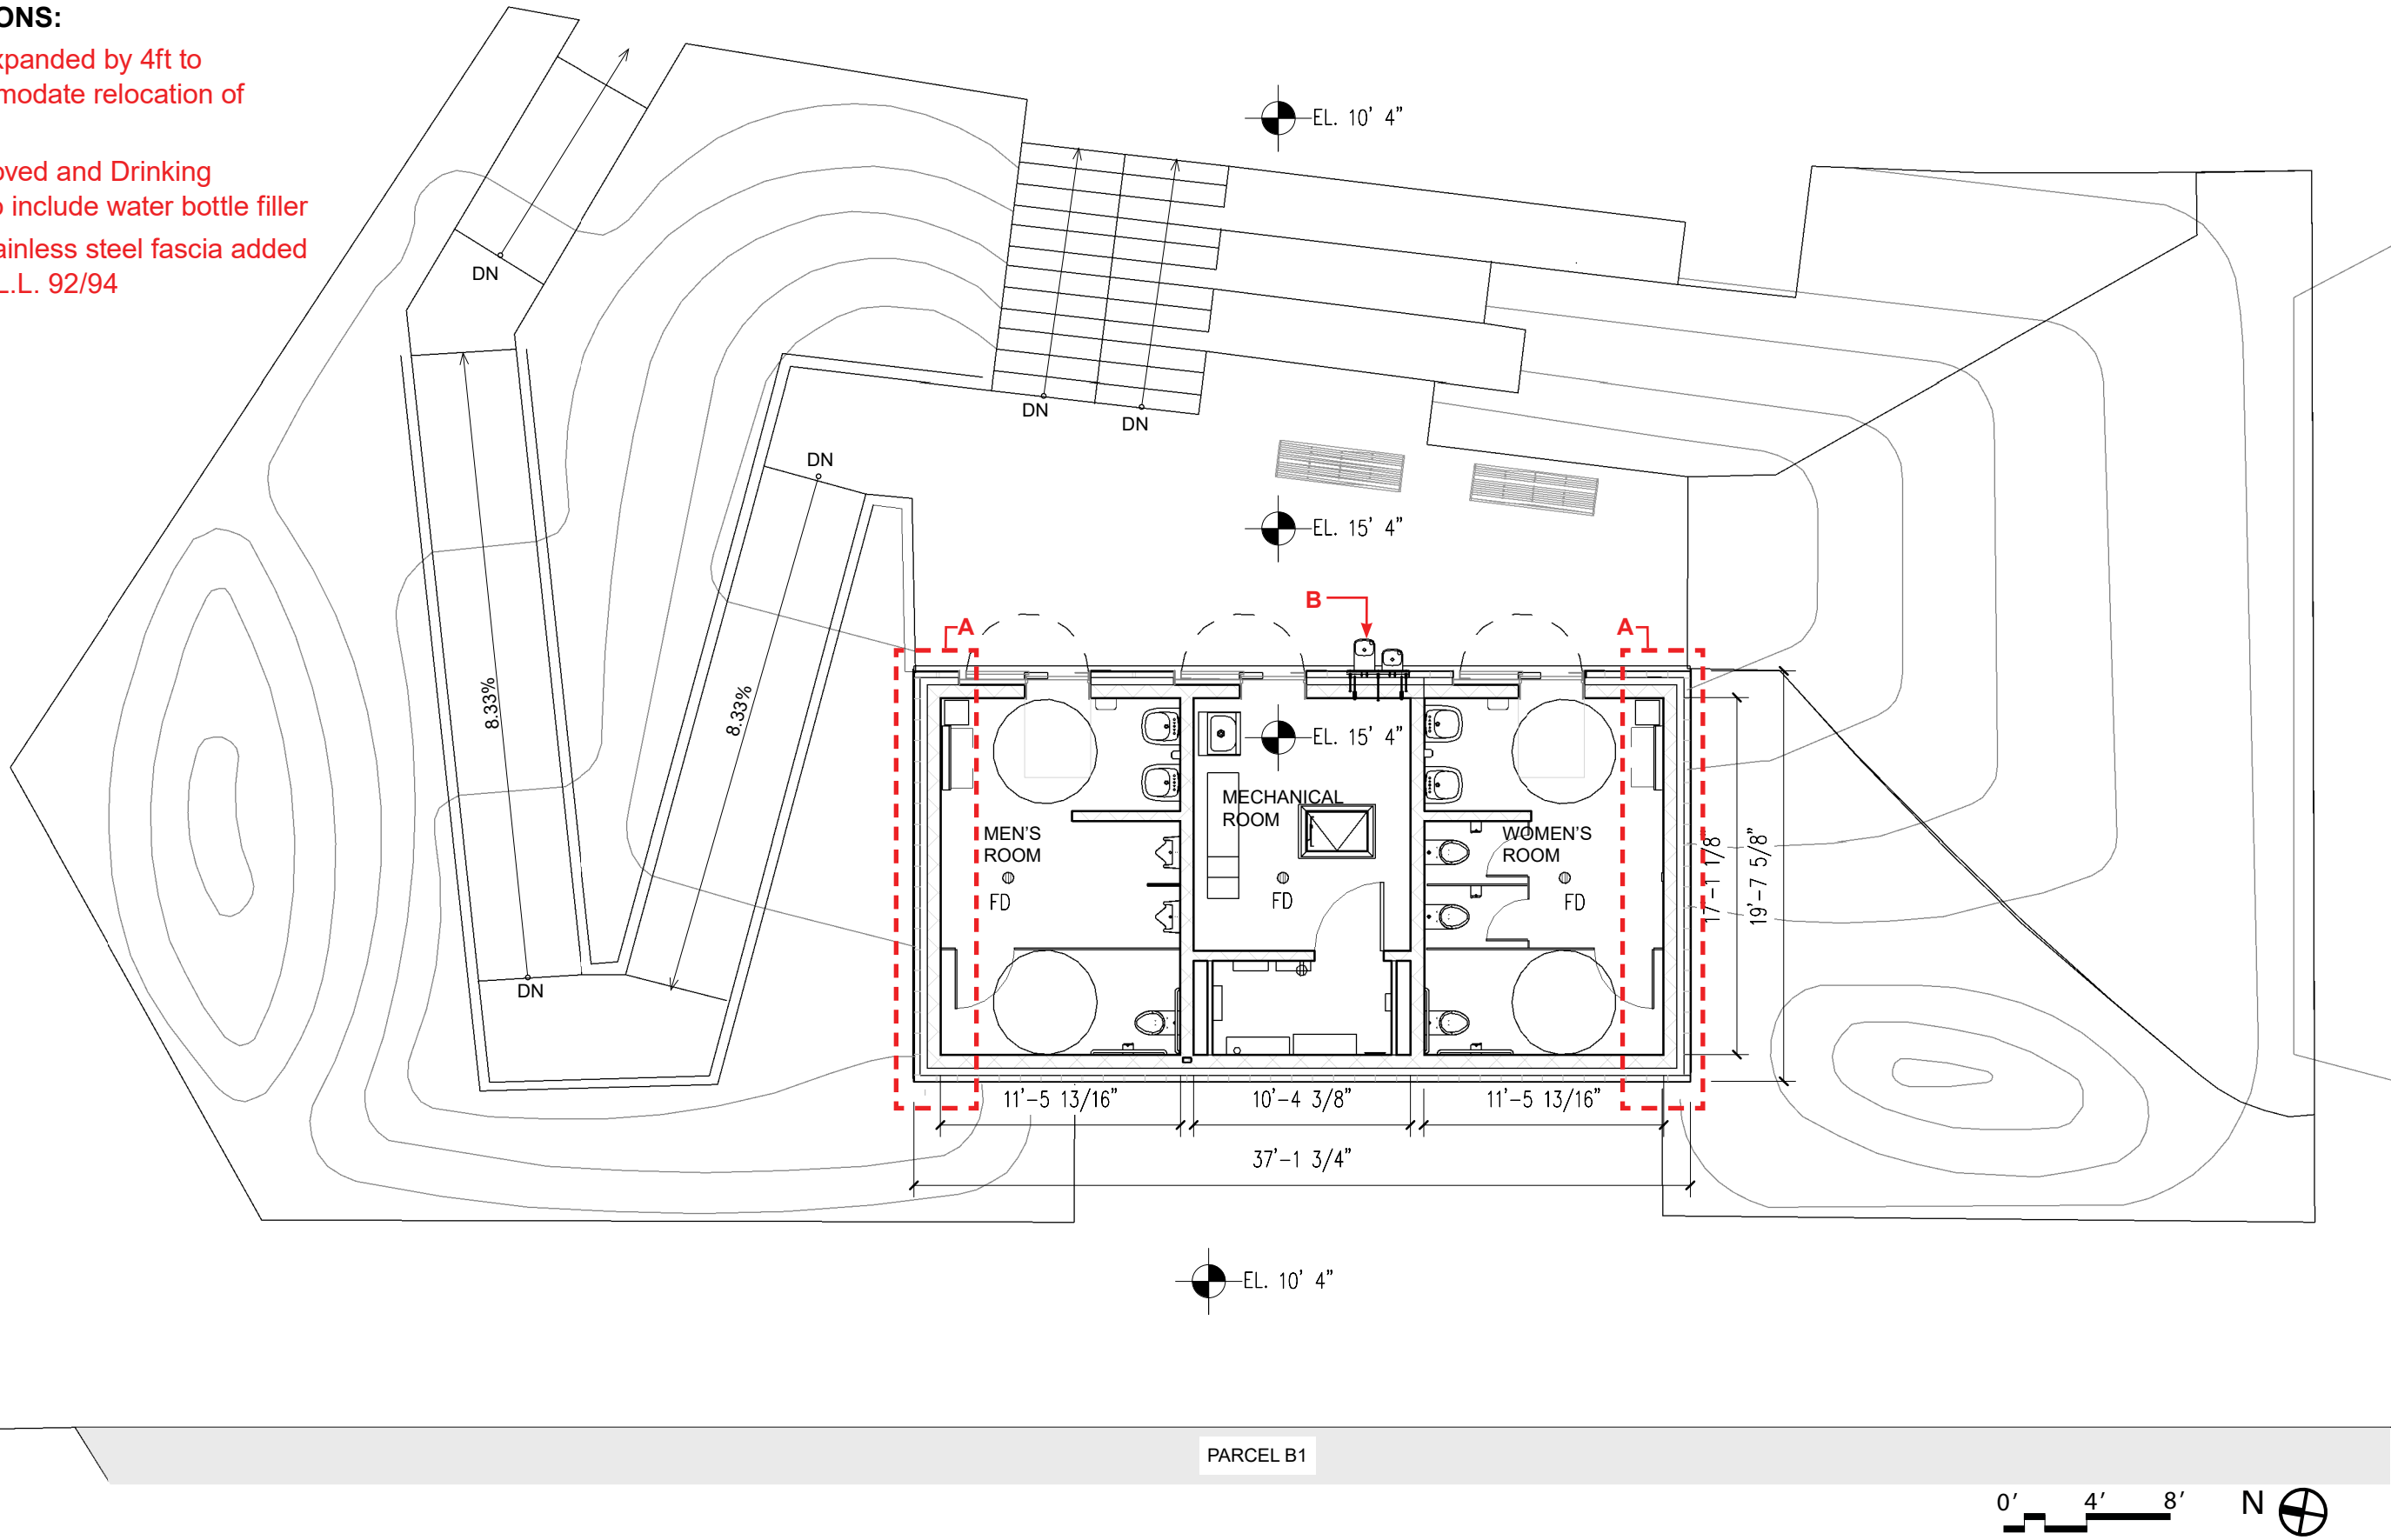 ONS:
xpanded by 4ft to
modate relocation of
oved and Drinking
o include water bottle filler
ainless steel fascia added
L.L. 92/94
EL. 10' 4"
DN
DN
DN
DN
EL. 15' 4"
B
A
A
8.33%
8.33%
EL. 15' 4"
MECHANICAL
ROOM
MEN'S
ROOM
WOMEN'S
ROOM
FD
FD
FD
17'-1 1/8"
19'-7 5/8"
DN
11'-5 13/16"
10'-4 3/8"
11'-5 13/16"
37'-1 3/4"
EL. 10' 4"
PARCEL B1
0' 4' 8'
N